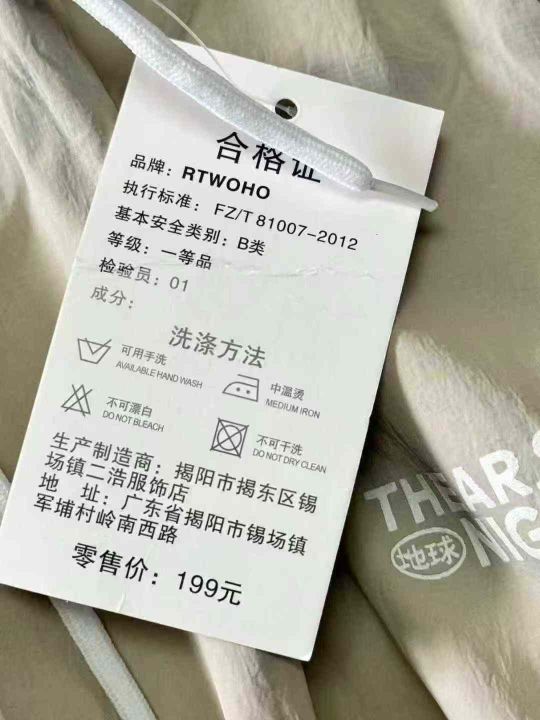 合格证
品牌：RTWOHO
执行标准： FZ/T 81007-2012
基本安全类别：B类
等级：一等品
检验员：01
成分：
洗涤方法
可用手洗
AVAILABLE HAND WASH
中温烫
MEDIUM IRON
不可漂白
DO NOT BLEACH
不可干洗
DO NOT DRY CLEAN
生产制造商：揭阳市揭东区锡
场镇二浩服饰店
地 址：广东省揭阳市锡场镇
军埔村岭南西路
零售价：199元
地球